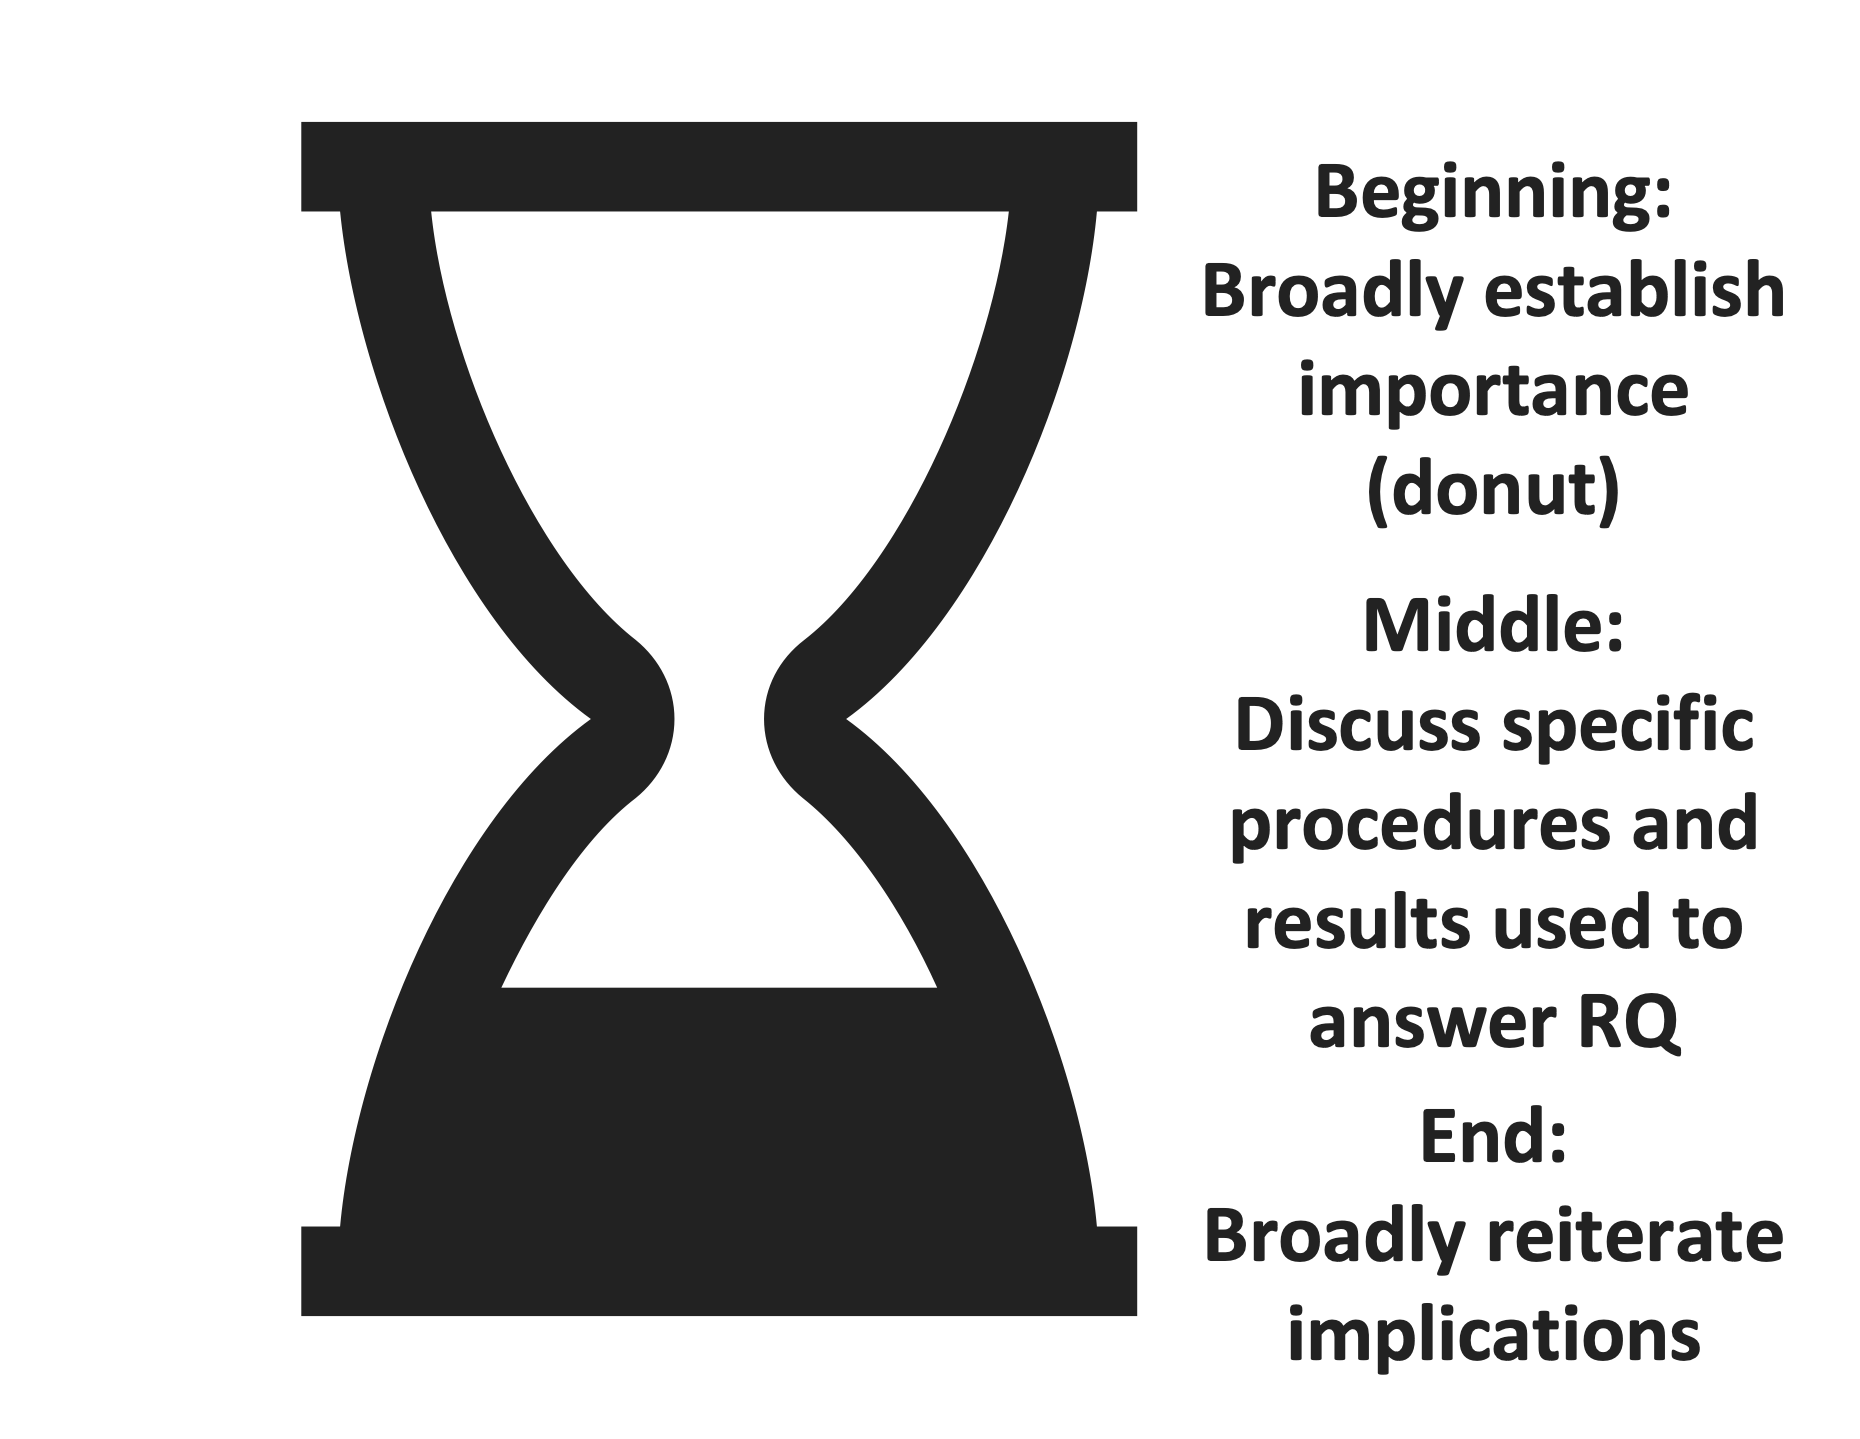 Beginning:
Broadly establish
importance
(donut)
Middle:
Discuss specific
procedures and
results used to
answer RQ
End:
Broadly reiterate
implications